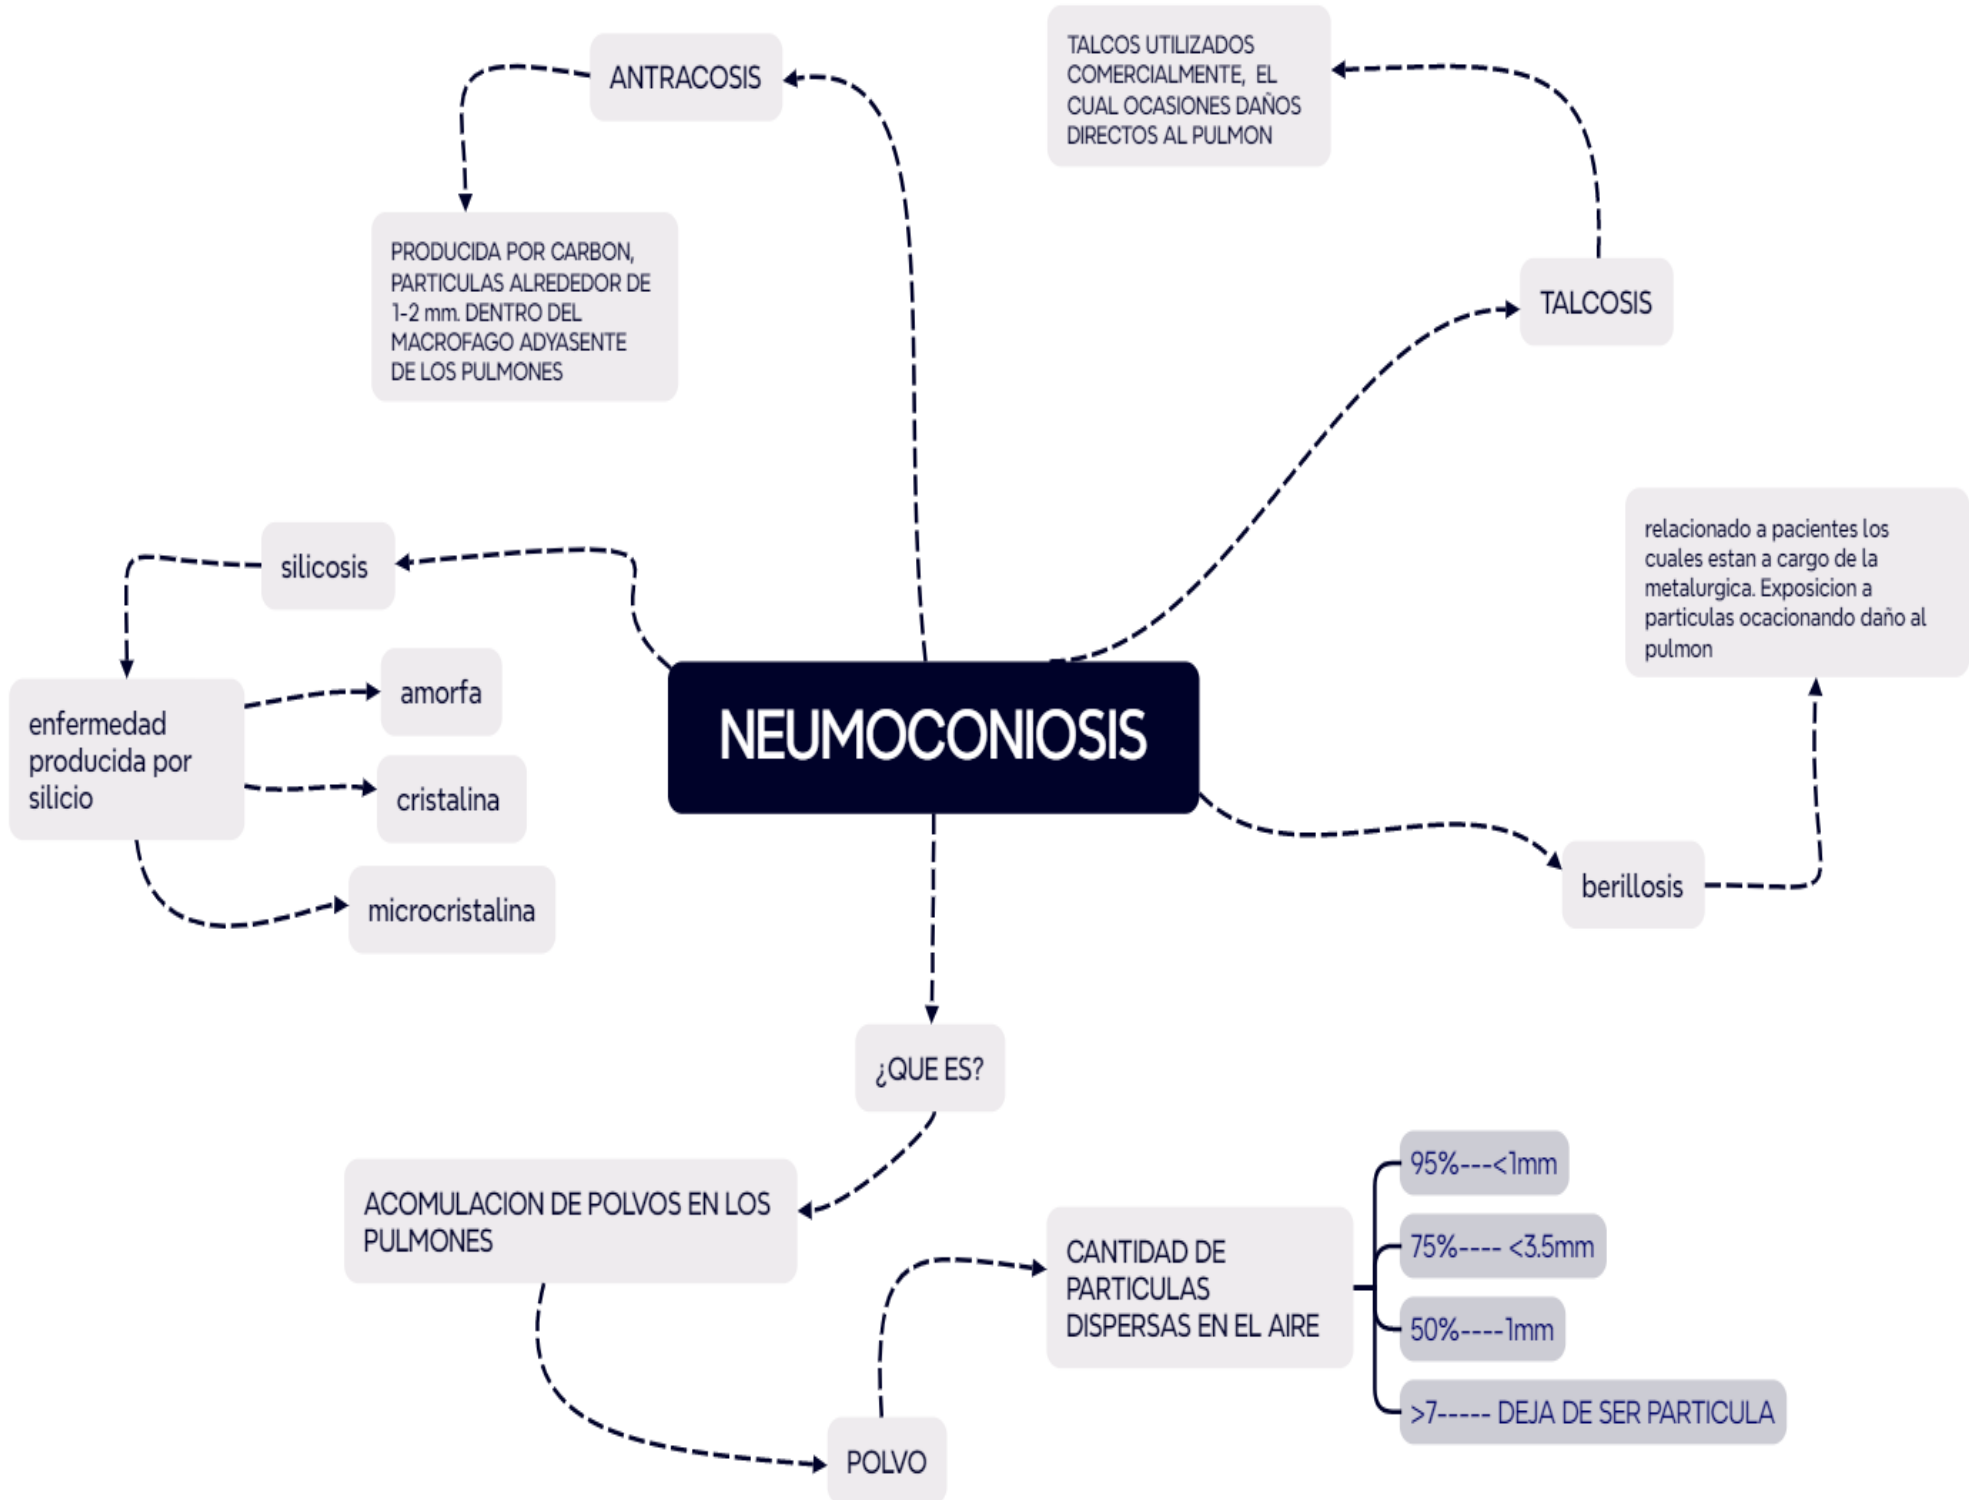 ANTRACOSIS
TALCOS UTILIZADOS
COMERCIALMENTE, EL
CUAL OCASIONES DAÑOS
DIRECTOS AL PULMON
PRODUCIDA POR CARBON,
PARTICULAS ALREDEDOR DE
1-2 mm. DENTRO DEL
MACROFAGO ADYASENTE
DE LOS PULMONES
TALCOSIS
silicosis
relacionado a pacientes los
cuales estan a cargo de la
metalurgica. Exposicion a
particulas ocacionando daño al
pulmon
enfermedad
producida por
silicio
amorfa
cristalina
microcristalina
NEUMOCONIOSIS
berillosis
¿QUE ES?
ACOMULACION DE POLVOS EN LOS
PULMONES
CANTIDAD DE
PARTICULAS
DISPERSAS EN EL AIRE
95%---<1mm
75%---- <3.5mm
50%----1mm
>7----- DEJA DE SER PARTICULA
POLVO